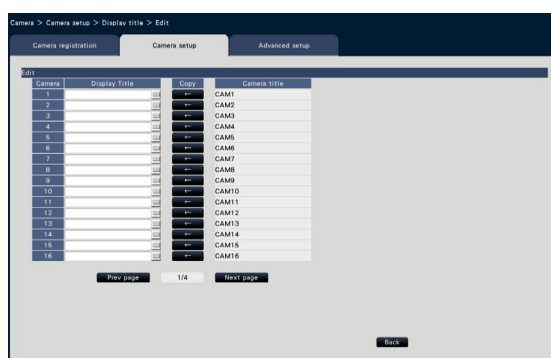 Camera > Camera setup > Display title > Edit
Camera registration Camera setup Advanced setup
Edit
Camera Display Title Copy Camera title
1 ← CAM1
2 ← CAM2
3 ← CAM3
4 ← CAM4
5 ← CAM5
6 ← CAM6
7 ← CAM7
8 ← CAM8
9 ← CAM9
10 ← CAM10
11 ← CAM11
12 ← CAM12
13 ← CAM13
14 ← CAM14
15 ← CAM15
16 ← CAM16
Prev page 1/4 Next page
Back